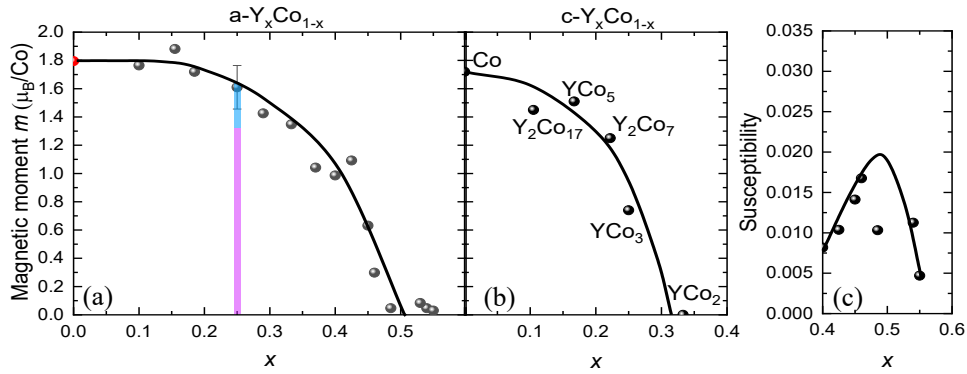 a-YₓCo₁₋ₓ
c-YₓCo₁₋ₓ
Magnetic moment m (μ_B/Co)
2.0
1.8
1.6
1.4
1.2
1.0
0.8
0.6
0.4
0.2
0.0
(a)
0.0 0.1 0.2 0.3 0.4 0.5
x
Co
YCo₅
Y₂Co₁₇
Y₂Co₇
YCo₃
YCo₂
(b)
0.1 0.2 0.3 0.4
x
Susceptibility
0.035
0.030
0.025
0.020
0.015
0.010
0.005
0.000
(c)
0.4 0.5 0.6
x